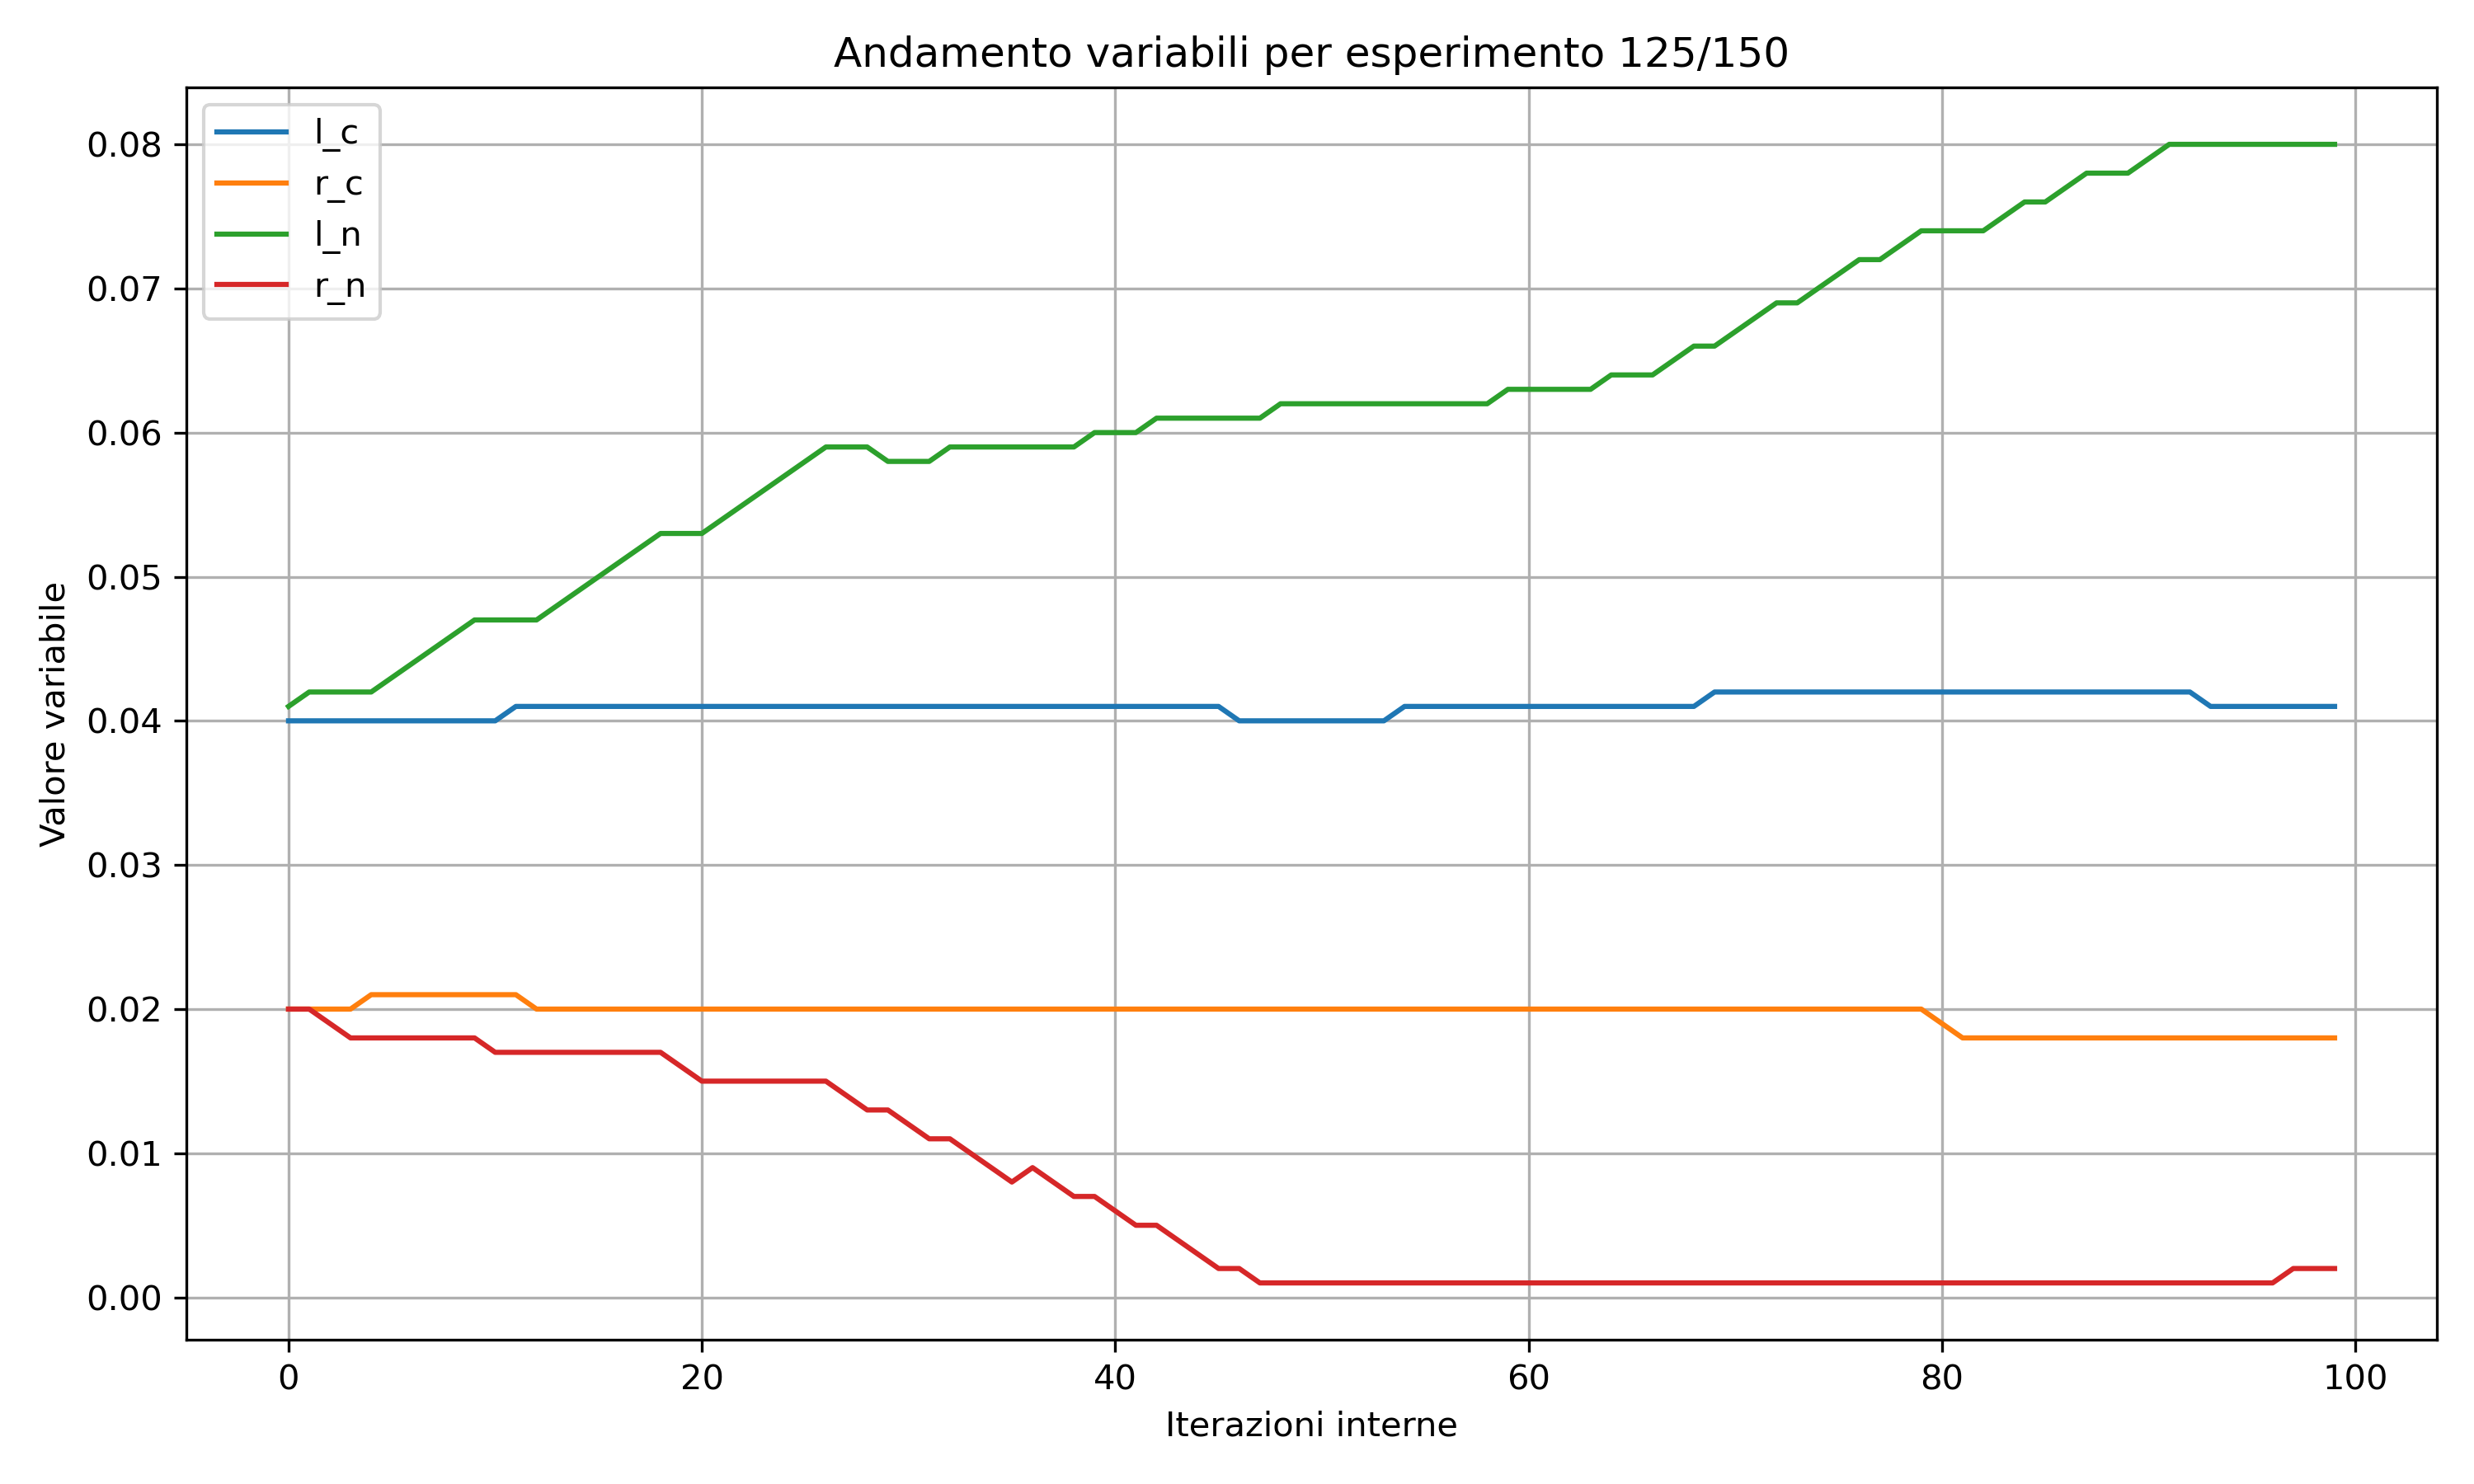 Andamento variabili per esperimento 125/150
l_c
r_c
l_n
r_n
0.08
0.07
0.06
0.05
0.04
0.03
0.02
0.01
0.00
Valore variabile
0 20 40 60 80 100
Iterazioni interne